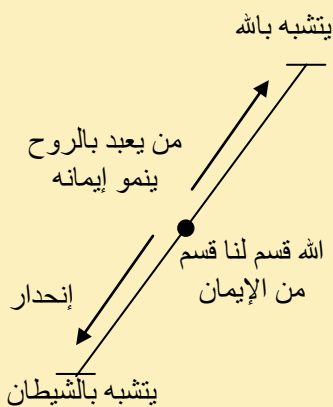 يتشبه بالله
من يعبد بالروح
ينمو إيمانه
الله قسم لنا قسم
من الإيمان
إنحدار
يتشبه بالشيطان